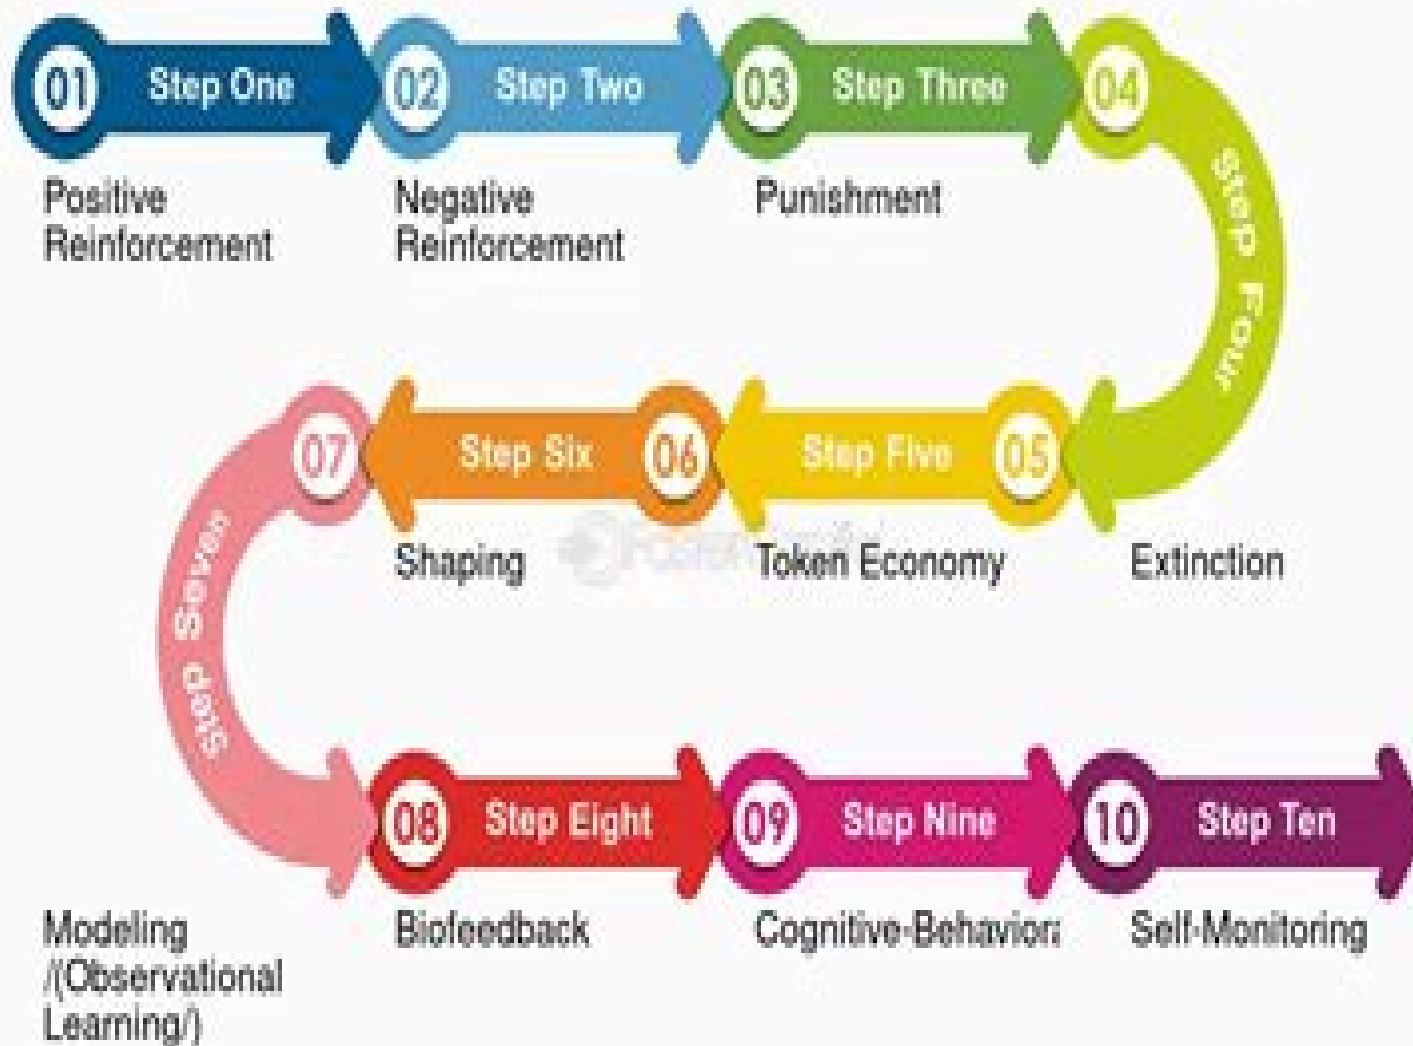 01 Step One
02 Step Two
03 Step Three
04
Step Four
Positive
Reinforcement
Negative
Reinforcement
Punishment
07
Step Six 06
Step Five 05
Shaping
Token Economy
Extinction
Step Seven
08 Step Eight
09 Step Nine
10 Step Ten
Modeling
/(Observational
Learning/)
Biofeedback
Cognitive-Behavior
Self-Monitoring